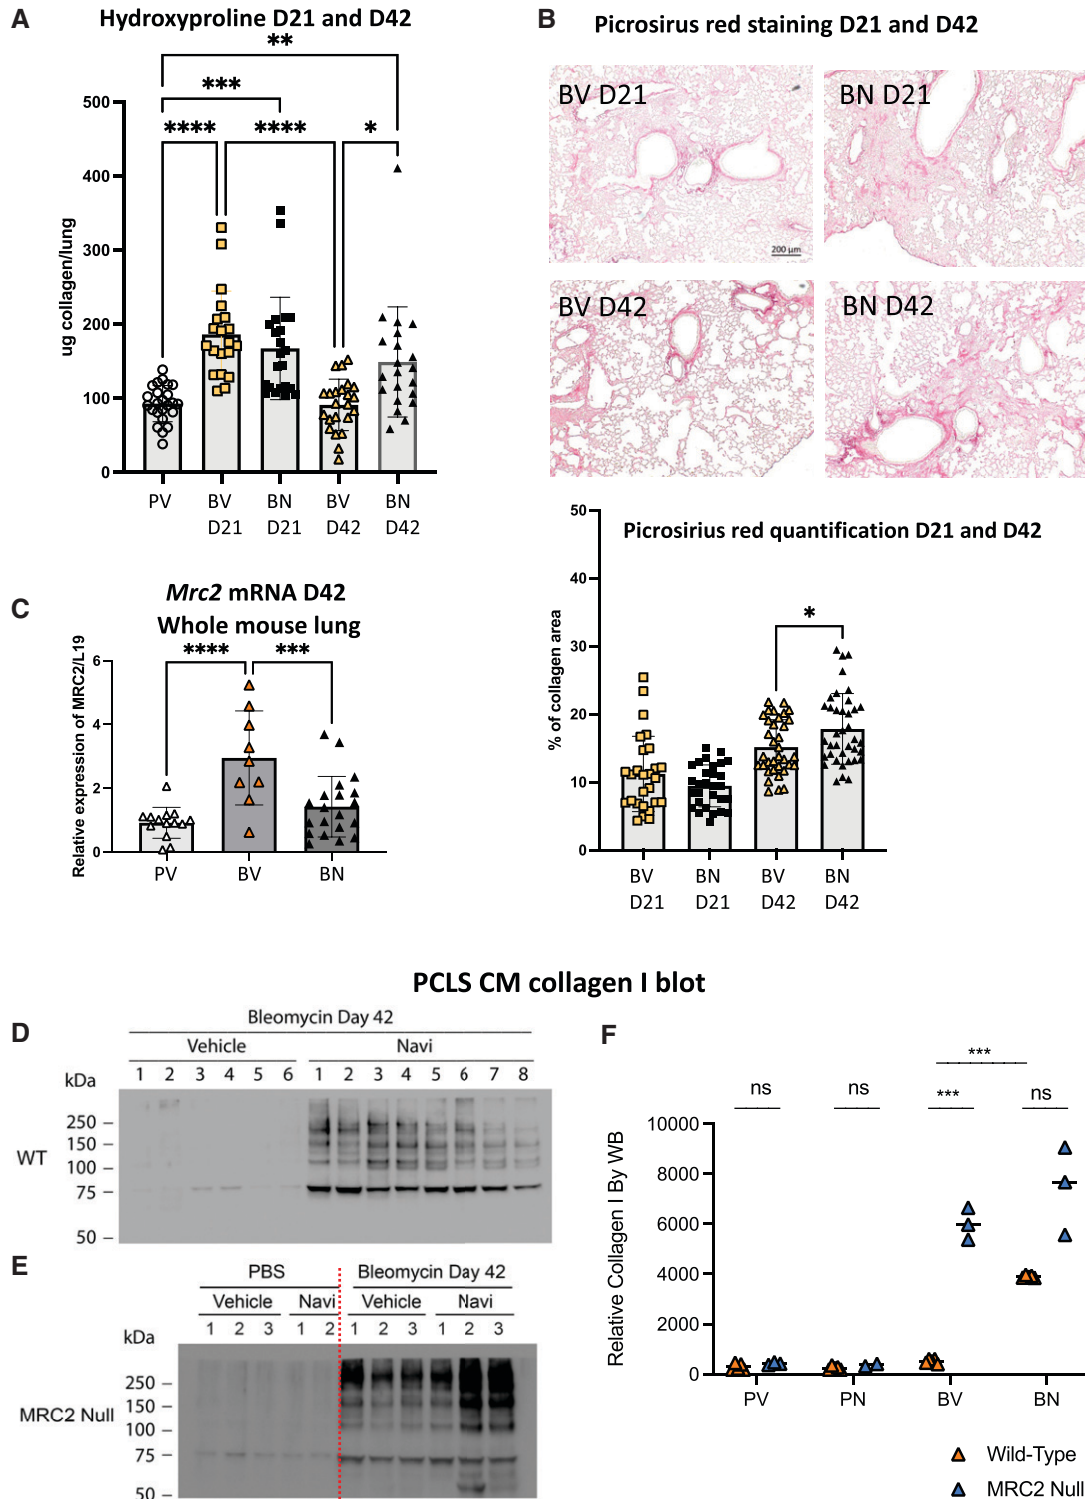 A
Hydroxyproline D21 and D42
**
***
**** **** *
500
400
300
200
100
0
ug collagen/lung
PV BV BN BV BN
D21 D21 D42 D42
B
Picrosirus red staining D21 and D42
BV D21
BN D21
200 µm
BV D42
BN D42
Picrosirius red quantification D21 and D42
50
40
30
20
10
0
% of collagen area
*
BV BN BV BN
D21 D21 D42 D42
C
Mrc2 mRNA D42
Whole mouse lung
**** ***
6
4
2
0
Relative expression of MRC2/L19
PV BV BN
PCLS CM collagen I blot
D
Bleomycin Day 42
Vehicle Navi
1 2 3 4 5 6 1 2 3 4 5 6 7 8
kDa
250
150
100
75
50
WT
E
PBS Bleomycin Day 42
Vehicle Navi Vehicle Navi
1 2 3 1 2 1 2 3 1 2 3
kDa
250
150
100
75
50
MRC2 Null
F
***
ns ns *** ns
10000
8000
6000
4000
2000
0
Relative Collagen I By WB
PV PN BV BN
Wild-Type
MRC2 Null